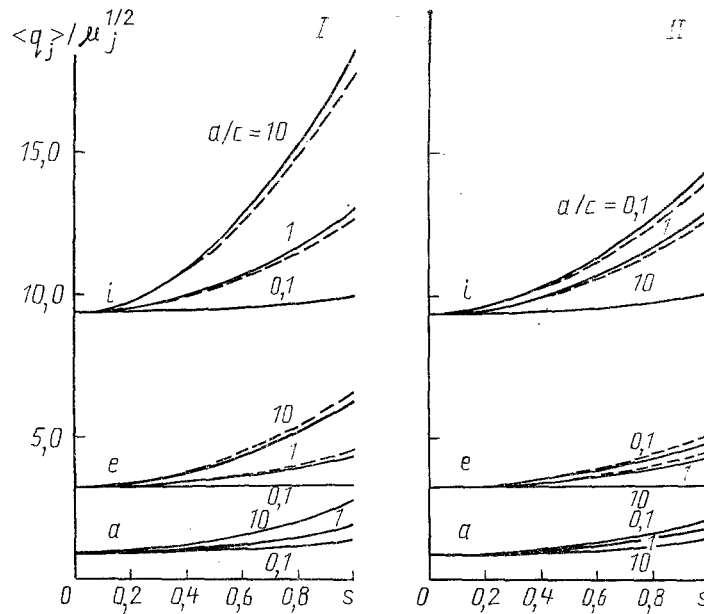 <q_j>/μ_j^{1/2}
I
II
a/c = 10
15,0
a/c = 0,1
1
1
10,0
i
0,1
i
10
10
5,0
e
1
e
0,1
1
0,1
10
a
10
1
a
0,1
1
0,1
10
0 0,2 0,4 0,6 0,8 s
0 0,2 0,4 0,6 0,8 s